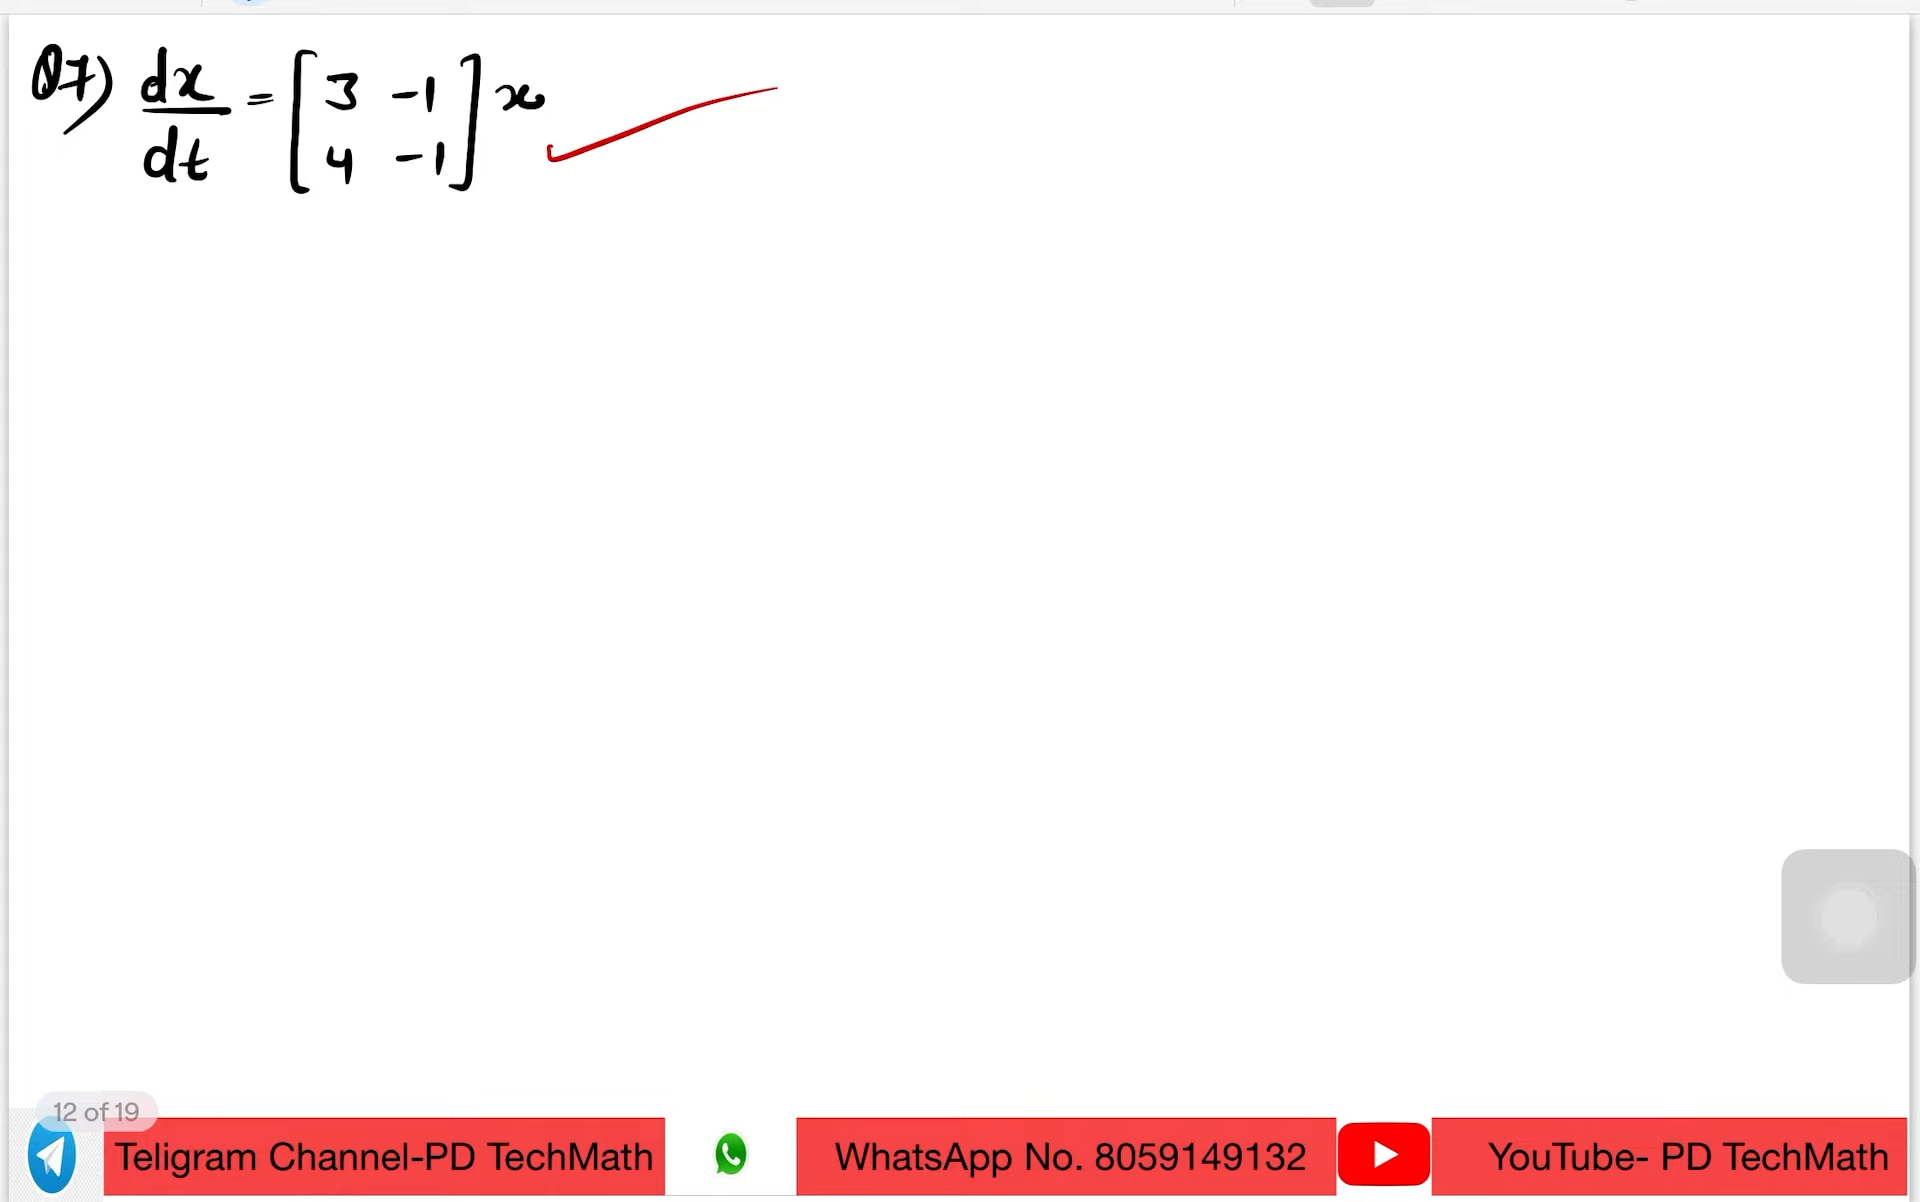 Q7) dx/dt = [3 -1
4 -1] x
12 of 19
Teligram Channel-PD TechMath
WhatsApp No. 8059149132
YouTube- PD TechMath